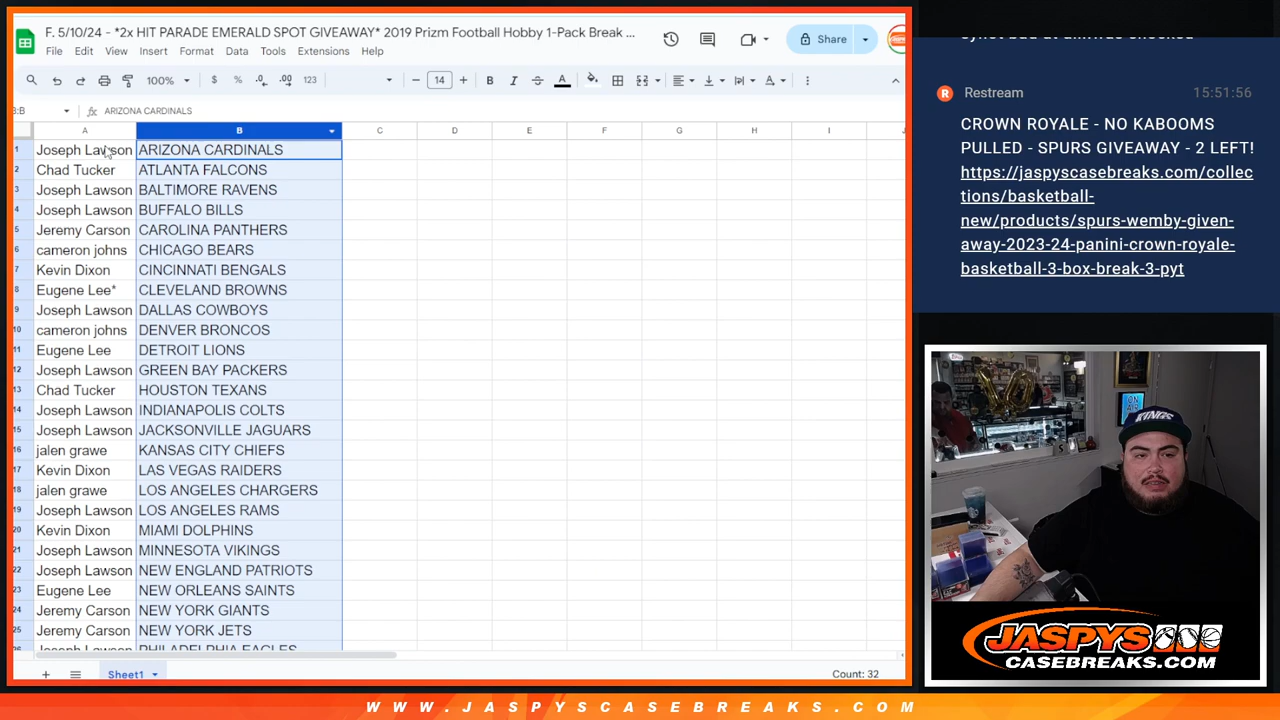 F. 5/10/24 - *2x HIT PARADE EMERALD SPOT GIVEAWAY* 2019 Prizm Football Hobby 1-Pack Break ...
Share
File Edit View Insert Format Data Tools Extensions Help
100% $ % .0 .00 123 14 B I A
B:B ARIZONA CARDINALS
A B C D E F G H I
1 Joseph Lawson ARIZONA CARDINALS
2 Chad Tucker ATLANTA FALCONS
3 Joseph Lawson BALTIMORE RAVENS
4 Joseph Lawson BUFFALO BILLS
5 Jeremy Carson CAROLINA PANTHERS
6 cameron johns CHICAGO BEARS
7 Kevin Dixon CINCINNATI BENGALS
8 Eugene Lee* CLEVELAND BROWNS
9 Joseph Lawson DALLAS COWBOYS
10 cameron johns DENVER BRONCOS
11 Eugene Lee DETROIT LIONS
12 Joseph Lawson GREEN BAY PACKERS
13 Chad Tucker HOUSTON TEXANS
14 Joseph Lawson INDIANAPOLIS COLTS
15 Joseph Lawson JACKSONVILLE JAGUARS
16 jalen grawe KANSAS CITY CHIEFS
17 Kevin Dixon LAS VEGAS RAIDERS
18 jalen grawe LOS ANGELES CHARGERS
19 Joseph Lawson LOS ANGELES RAMS
20 Kevin Dixon MIAMI DOLPHINS
21 Joseph Lawson MINNESOTA VIKINGS
22 Joseph Lawson NEW ENGLAND PATRIOTS
23 Eugene Lee NEW ORLEANS SAINTS
24 Jeremy Carson NEW YORK GIANTS
25 Jeremy Carson NEW YORK JETS
Joseph Lawson PHILADELPHIA EAGLES
Sheet1
Count: 32
Restream 15:51:56
CROWN ROYALE - NO KABOOMS
PULLED - SPURS GIVEAWAY - 2 LEFT!
https://jaspyscasebreaks.com/collec
tions/basketball-
new/products/spurs-wemby-given-
away-2023-24-panini-crown-royale-
basketball-3-box-break-3-pyt
ON
AIR
KINGS
JASPYS
CASEBREAKS.COM
WWW.JASPYSCASEBREAKS.COM